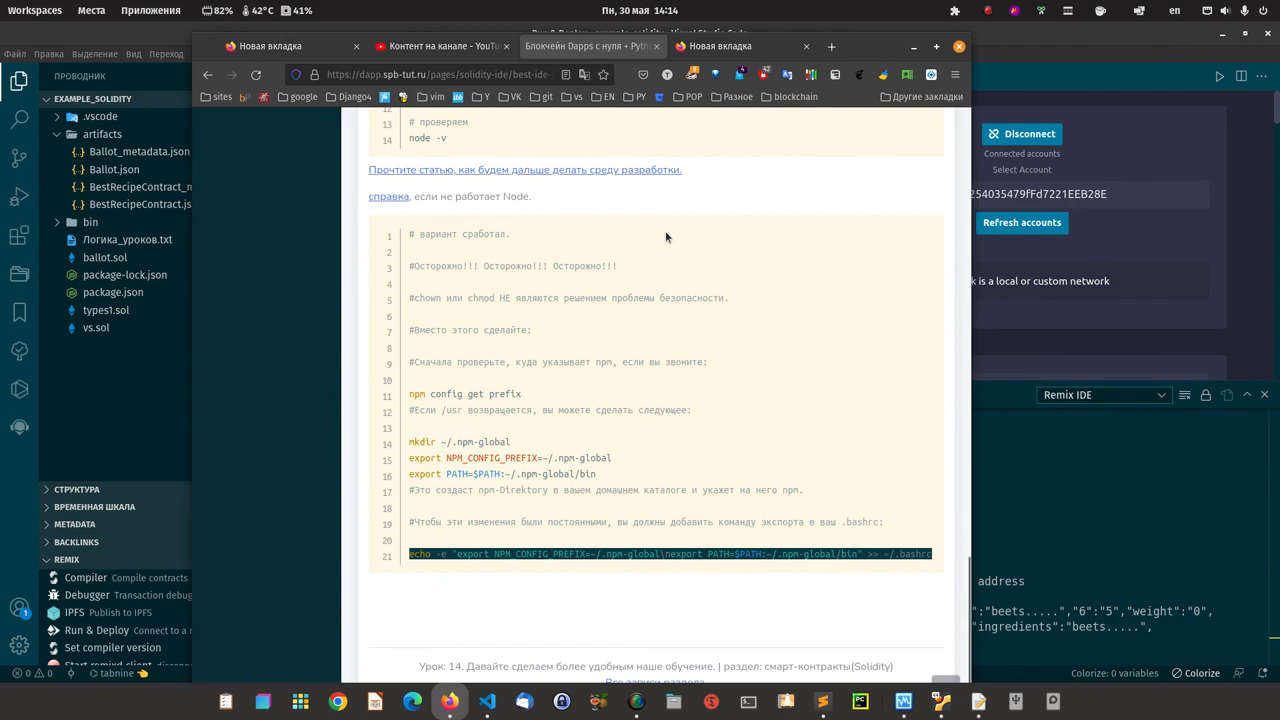 Workspaces Места Программы 82% 42°C 41% Пн, 30 мая 14:14 en
Файл Правка Выделение Вид Переход
Новая вкладка Контент на канале - YouTu Блокчейн Dapps с нуля + Pyth Новая вкладка
https://dapp.spb-tut.ru/pages/solidity-ide/best-ide-s
sites google Django4 vim Y VK git vs EN PY POP Разное blockchain Другие закладки
ПРОВОДНИК
EXAMPLE_SOLIDITY
.vscode
artifacts
Ballot_metadata.json
Ballot.json
BestRecipeContract_n
BestRecipeContract.js
bin
Логика_уроков.txt
ballot.sol
package-lock.json
package.json
types1.sol
vs.sol
СТРУКТУРА
ВРЕМЕННАЯ ШКАЛА
METADATA
BACKLINKS
REMIX
Compiler Compile contracts
Debugger Transaction debug
IPFS Publish to IPFS
Run & Deploy Connect to a r
Set compiler version
Start remixd client
0 0 tabnine
12
13 # проверяем
14 node -v
Прочтите статью, как будем дальше делать среду разработки.
справка, если не работает Node.
1 # вариант сработал.
2
3 #Осторожно!!! Осторожно!!! Осторожно!!!
4
5 #chown или chmod НЕ являются решением проблемы безопасности.
6
7 #Вместо этого сделайте:
8
9 #Сначала проверьте, куда указывает npm, если вы звоните:
10
11 npm config get prefix
12 #Если /usr возвращается, вы можете сделать следующее:
13
14 mkdir ~/.npm-global
15 export NPM_CONFIG_PREFIX=~/.npm-global
16 export PATH=$PATH:~/.npm-global/bin
17 #Это создаст npm-Direktory в вашем домашнем каталоге и укажет на него npm.
18
19 #Чтобы эти изменения были постоянными, вы должны добавить команду экспорта в ваш .bashrc:
20
21 echo -e "export NPM_CONFIG_PREFIX=~/.npm-global\nexport PATH=$PATH:~/.npm-global/bin" >> ~/.bashrc
Урок: 14. Давайте сделаем более удобным наше обучение. | раздел: смарт-контракты(Solidity)
Все записи раздела
Disconnect
Connected accounts
Select Account
254035479fFd7221EEB28E
Refresh accounts
k is a local or custom network
Remix IDE
address
":"beets.....","6":"5","weight":"0",
"ingredients":"beets.....",
Colorize: 0 variables Colorize